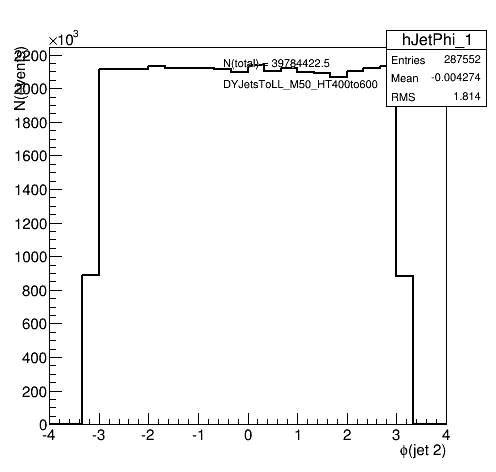 hJetPhi_1
Entries 287552
Mean -0.004274
RMS 1.814
×10³
N(events)
N(total) = 39784422.5
DYJetsToLL_M50_HT400to600
2200
2000
1800
1600
1400
1200
1000
800
600
400
200
0
-4 -3 -2 -1 0 1 2 3 4
ϕ(jet 2)